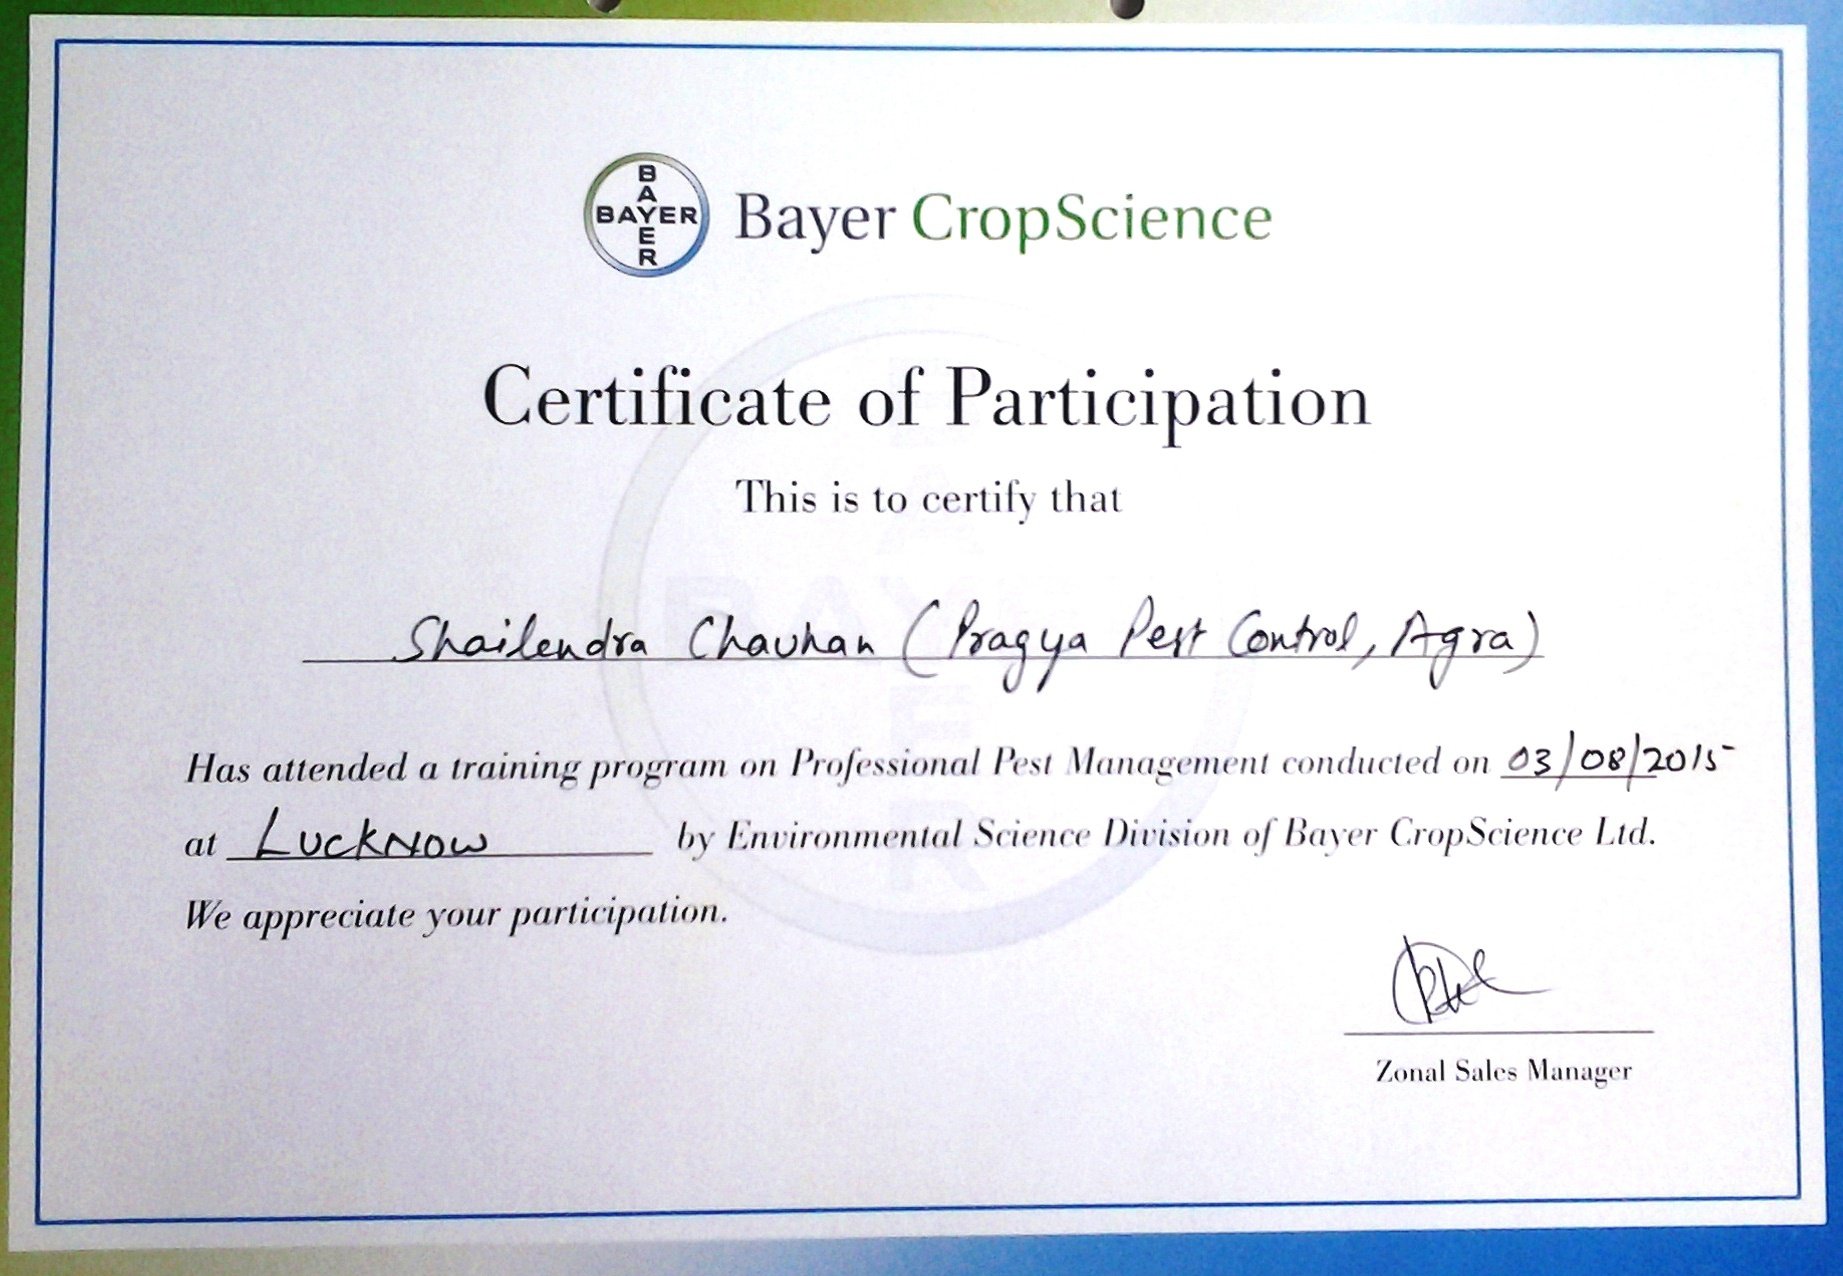 BAYER
BAYER
Bayer CropScience
Certificate of Participation
This is to certify that
Shailendra Chauhan (Pragya Pest Control, Agra)
Has attended a training program on Professional Pest Management conducted on 03/08/2015
at Lucknow by Environmental Science Division of Bayer CropScience Ltd.
We appreciate your participation.
Zonal Sales Manager